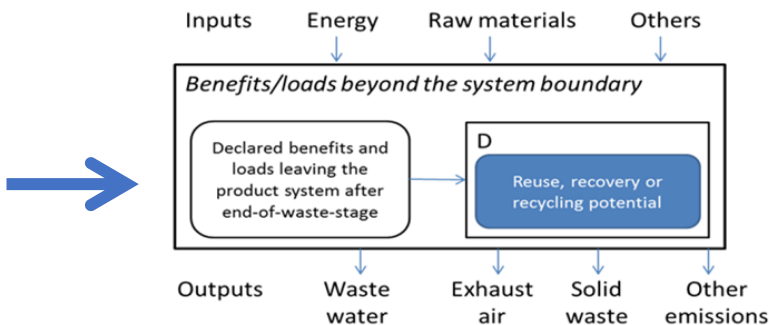 Inputs Energy Raw materials Others
Benefits/loads beyond the system boundary
Declared benefits and
loads leaving the
product system after
end-of-waste-stage
D
Reuse, recovery or
recycling potential
Outputs Waste water Exhaust air Solid waste Other emissions